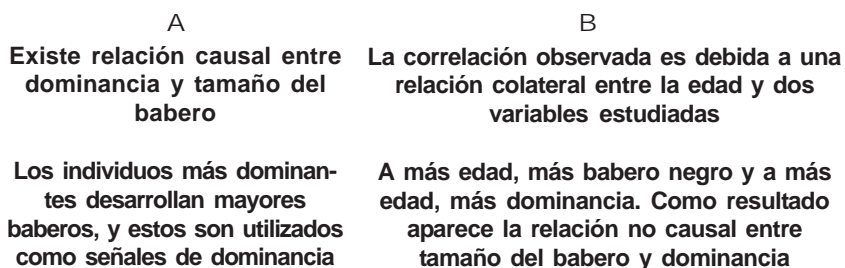 A
Existe relación causal entre
dominancia y tamaño del
babero
Los individuos más dominan-
tes desarrollan mayores
baberos, y estos son utilizados
como señales de dominancia
B
La correlación observada es debida a una
relación colateral entre la edad y dos
variables estudiadas
A más edad, más babero negro y a más
edad, más dominancia. Como resultado
aparece la relación no causal entre
tamaño del babero y dominancia